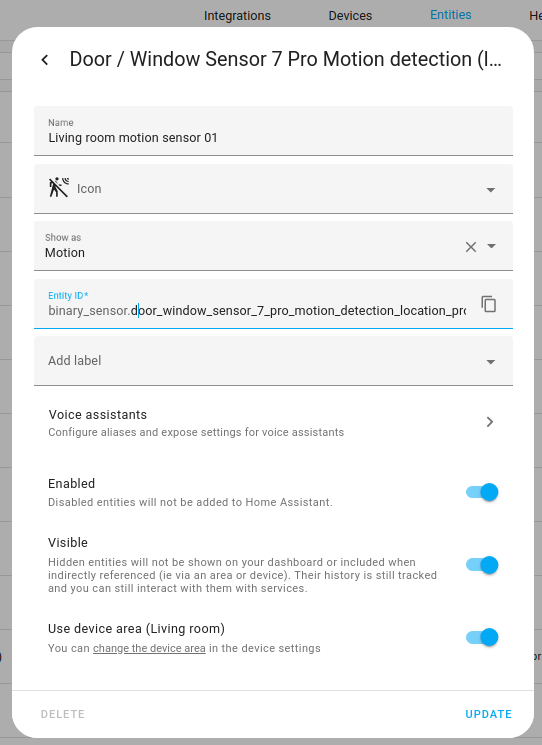 Integrations Devices Entities He
Door / Window Sensor 7 Pro Motion detection (l…
Name
Living room motion sensor 01
Icon
Show as
Motion
Entity ID*
binary_sensor.door_window_sensor_7_pro_motion_detection_location_pro
Add label
Voice assistants
Configure aliases and expose settings for voice assistants
Enabled
Disabled entities will not be added to Home Assistant.
Visible
Hidden entities will not be shown on your dashboard or included when
indirectly referenced (ie via an area or device). Their history is still tracked
and you can still interact with them with services.
Use device area (Living room)
You can change the device area in the device settings
DELETE
UPDATE